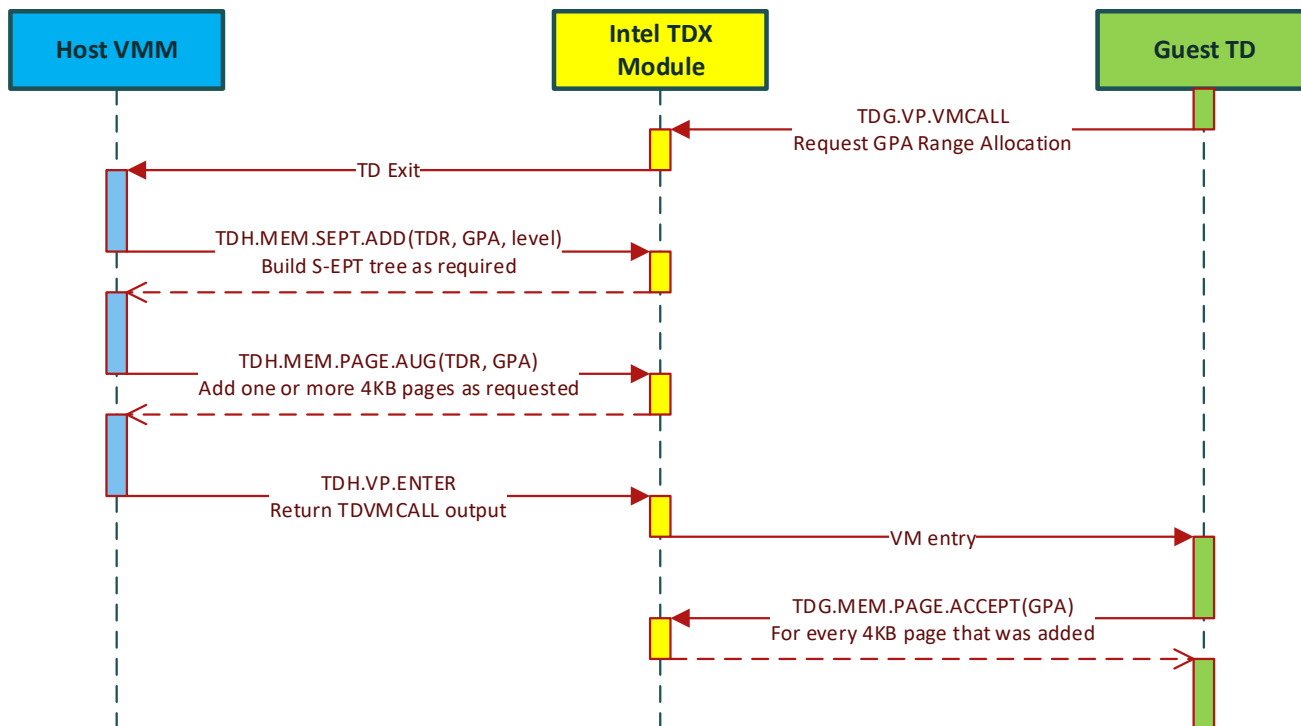 Host VMM
Intel TDX
Module
Guest TD
TDG.VP.VMCALL
Request GPA Range Allocation
TD Exit
TDH.MEM.SEPT.ADD(TDR, GPA, level)
Build S-EPT tree as required
TDH.MEM.PAGE.AUG(TDR, GPA)
Add one or more 4KB pages as requested
TDH.VP.ENTER
Return TDVMCALL output
VM entry
TDG.MEM.PAGE.ACCEPT(GPA)
For every 4KB page that was added